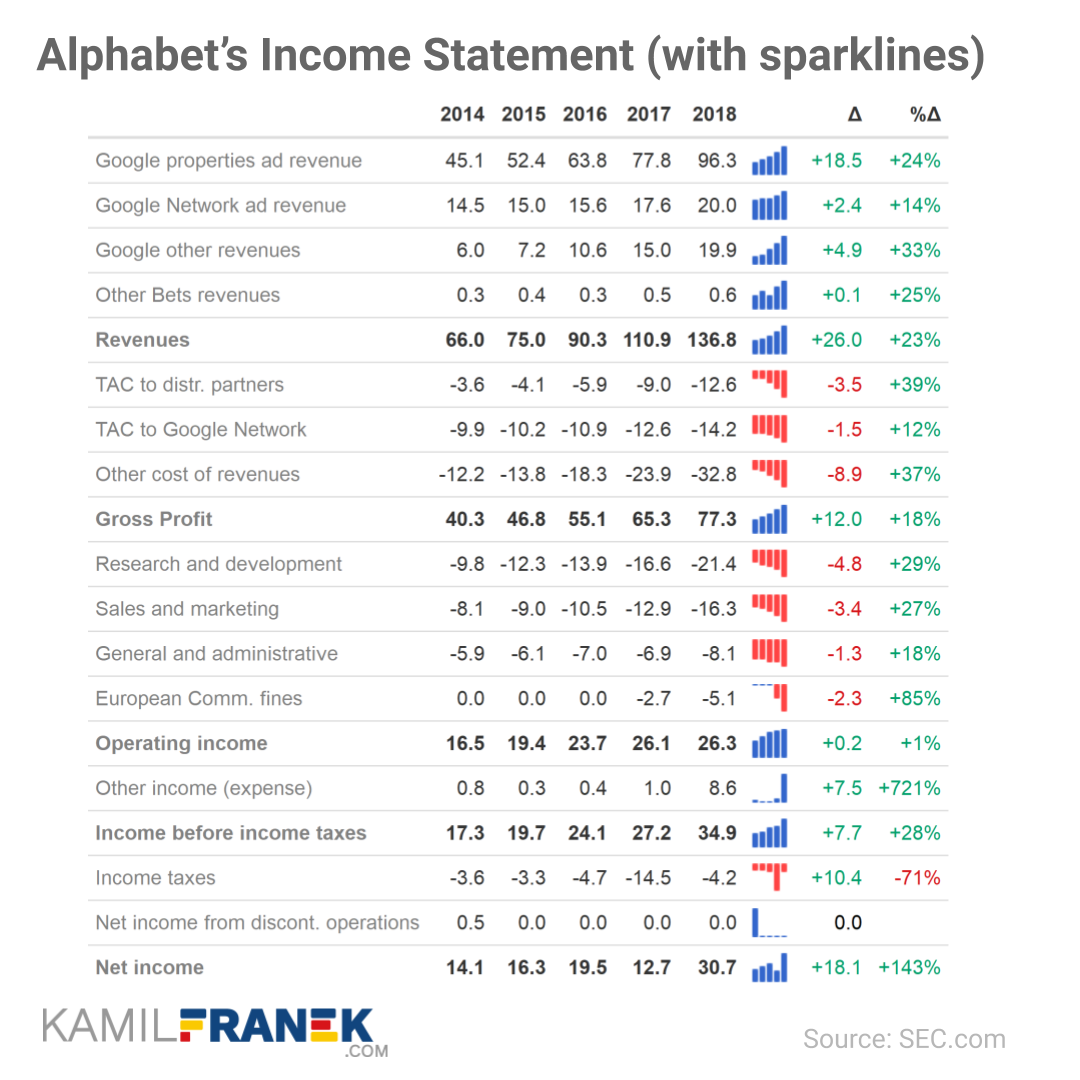 Alphabet's Income Statement (with sparklines)
2014 2015 2016 2017 2018 Δ %Δ
Google properties ad revenue 45.1 52.4 63.8 77.8 96.3 +18.5 +24%
Google Network ad revenue 14.5 15.0 15.6 17.6 20.0 +2.4 +14%
Google other revenues 6.0 7.2 10.6 15.0 19.9 +4.9 +33%
Other Bets revenues 0.3 0.4 0.3 0.5 0.6 +0.1 +25%
Revenues 66.0 75.0 90.3 110.9 136.8 +26.0 +23%
TAC to distr. partners -3.6 -4.1 -5.9 -9.0 -12.6 -3.5 +39%
TAC to Google Network -9.9 -10.2 -10.9 -12.6 -14.2 -1.5 +12%
Other cost of revenues -12.2 -13.8 -18.3 -23.9 -32.8 -8.9 +37%
Gross Profit 40.3 46.8 55.1 65.3 77.3 +12.0 +18%
Research and development -9.8 -12.3 -13.9 -16.6 -21.4 -4.8 +29%
Sales and marketing -8.1 -9.0 -10.5 -12.9 -16.3 -3.4 +27%
General and administrative -5.9 -6.1 -7.0 -6.9 -8.1 -1.3 +18%
European Comm. fines 0.0 0.0 0.0 -2.7 -5.1 -2.3 +85%
Operating income 16.5 19.4 23.7 26.1 26.3 +0.2 +1%
Other income (expense) 0.8 0.3 0.4 1.0 8.6 +7.5 +721%
Income before income taxes 17.3 19.7 24.1 27.2 34.9 +7.7 +28%
Income taxes -3.6 -3.3 -4.7 -14.5 -4.2 +10.4 -71%
Net income from discont. operations 0.5 0.0 0.0 0.0 0.0 0.0
Net income 14.1 16.3 19.5 12.7 30.7 +18.1 +143%
KAMILFRANEK
.COM
Source: SEC.com